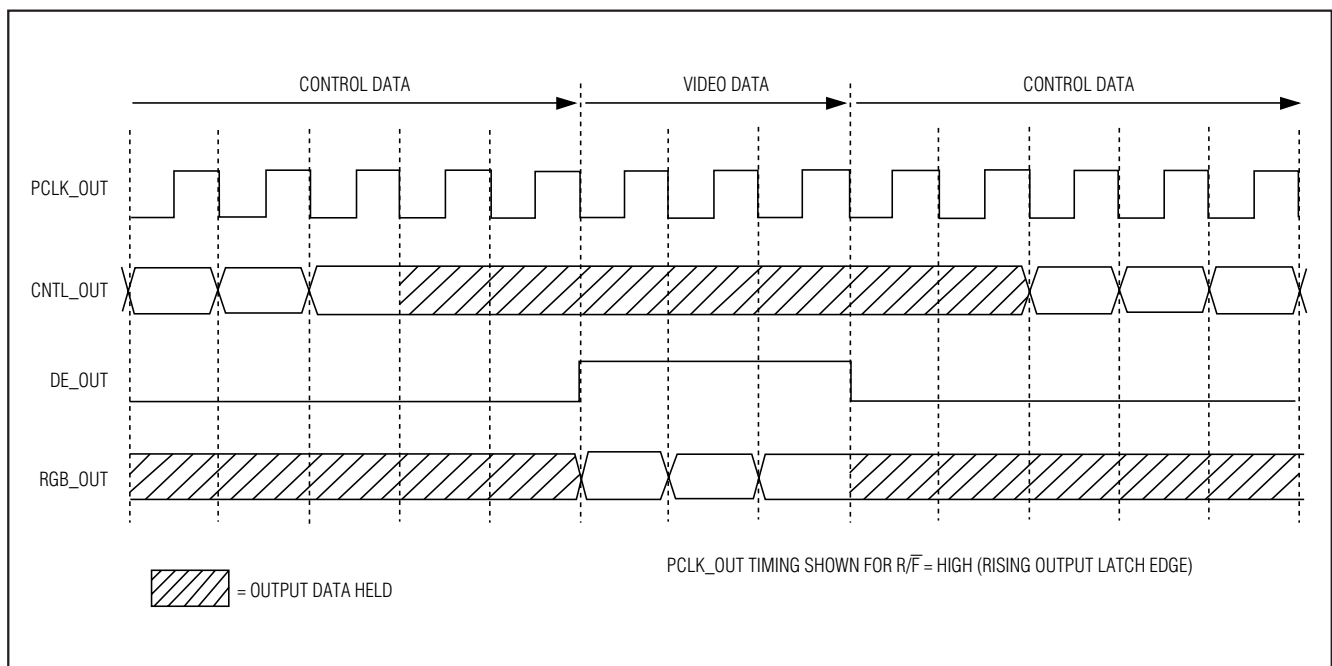 CONTROL DATA
VIDEO DATA
CONTROL DATA
PCLK_OUT
CNTL_OUT
DE_OUT
RGB_OUT
= OUTPUT DATA HELD
PCLK_OUT TIMING SHOWN FOR R/F̅ = HIGH (RISING OUTPUT LATCH EDGE)